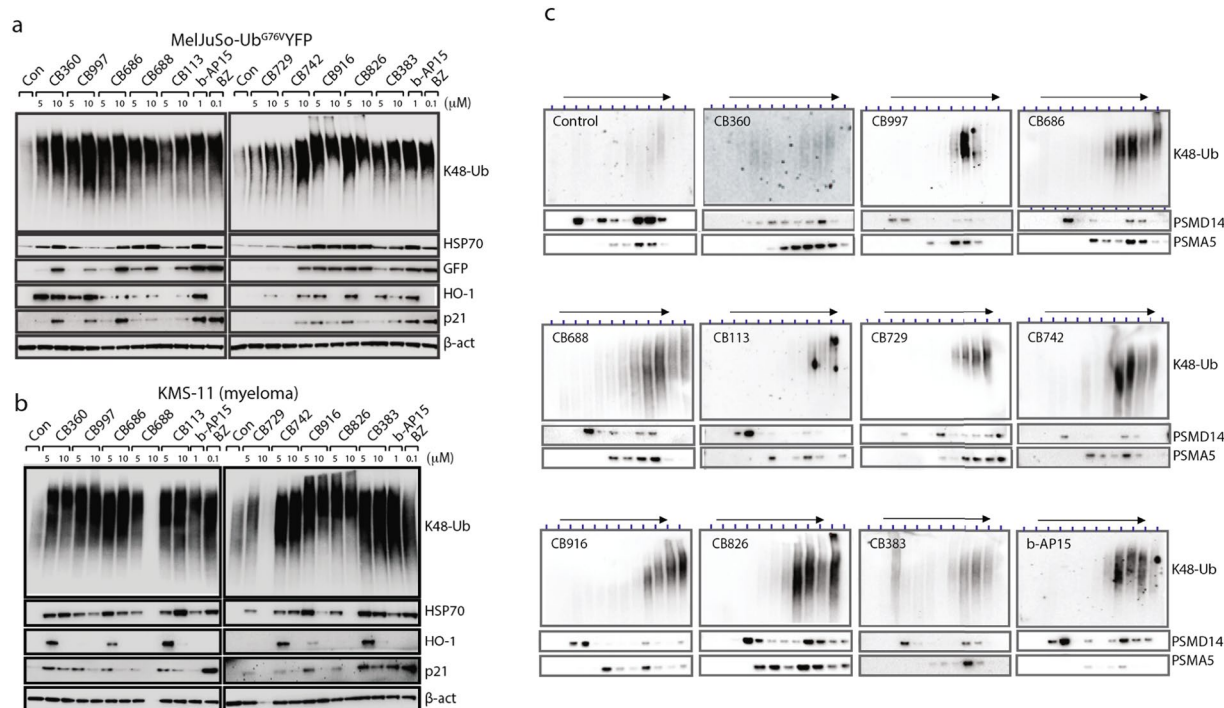 a
MelJuSo-UbG76VYFP
Con CB360 CB997 CB686 CB688 CB113 b-AP15 BZ Con CB729 CB742 CB916 CB826 CB383 b-AP15 BZ
5 10 5 10 5 10 5 10 5 10 1 0.1 5 10 5 10 5 10 5 10 5 10 1 0.1 (μM)
K48-Ub
HSP70
GFP
HO-1
p21
β-act
b
KMS-11 (myeloma)
Con CB360 CB997 CB686 CB688 CB113 b-AP15 BZ Con CB729 CB742 CB916 CB826 CB383 b-AP15 BZ
5 10 5 10 5 10 5 10 5 10 1 0.1 5 10 5 10 5 10 5 10 5 10 1 0.1 (μM)
K48-Ub
HSP70
HO-1
p21
β-act
c
Control CB360 CB997 CB686
K48-Ub
PSMD14
PSMA5
CB688 CB113 CB729 CB742
K48-Ub
PSMD14
PSMA5
CB916 CB826 CB383 b-AP15
K48-Ub
PSMD14
PSMA5